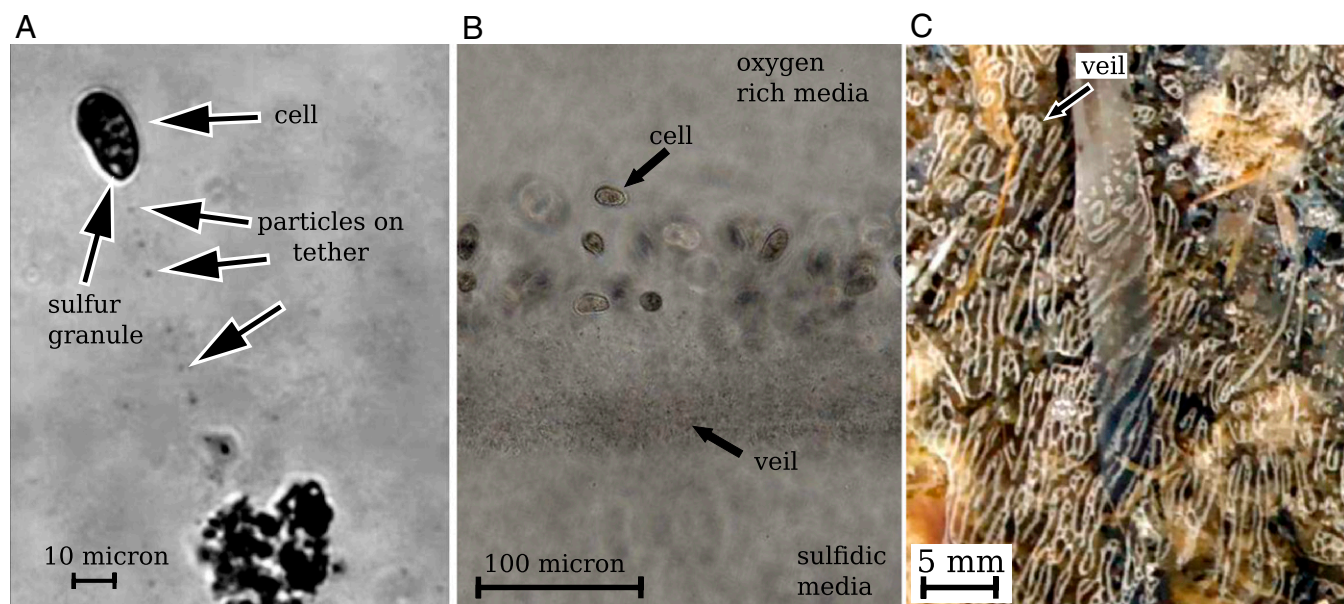 A
cell
particles on
tether
sulfur
granule
10 micron
B
oxygen
rich media
cell
veil
100 micron
sulfidic
media
C
veil
5 mm